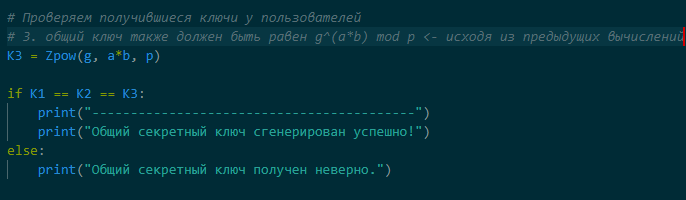 # Проверяем получившиеся ключи у пользователей
# 3. общий ключ также должен быть равен g^(a*b) mod p <- исходя из предыдущих вычислений
K3 = Zpow(g, a*b, p)
if K1 == K2 == K3:
print("------------------------------------------")
print("Общий секретный ключ сгенерирован успешно!")
else:
print("Общий секретный ключ получен неверно.")